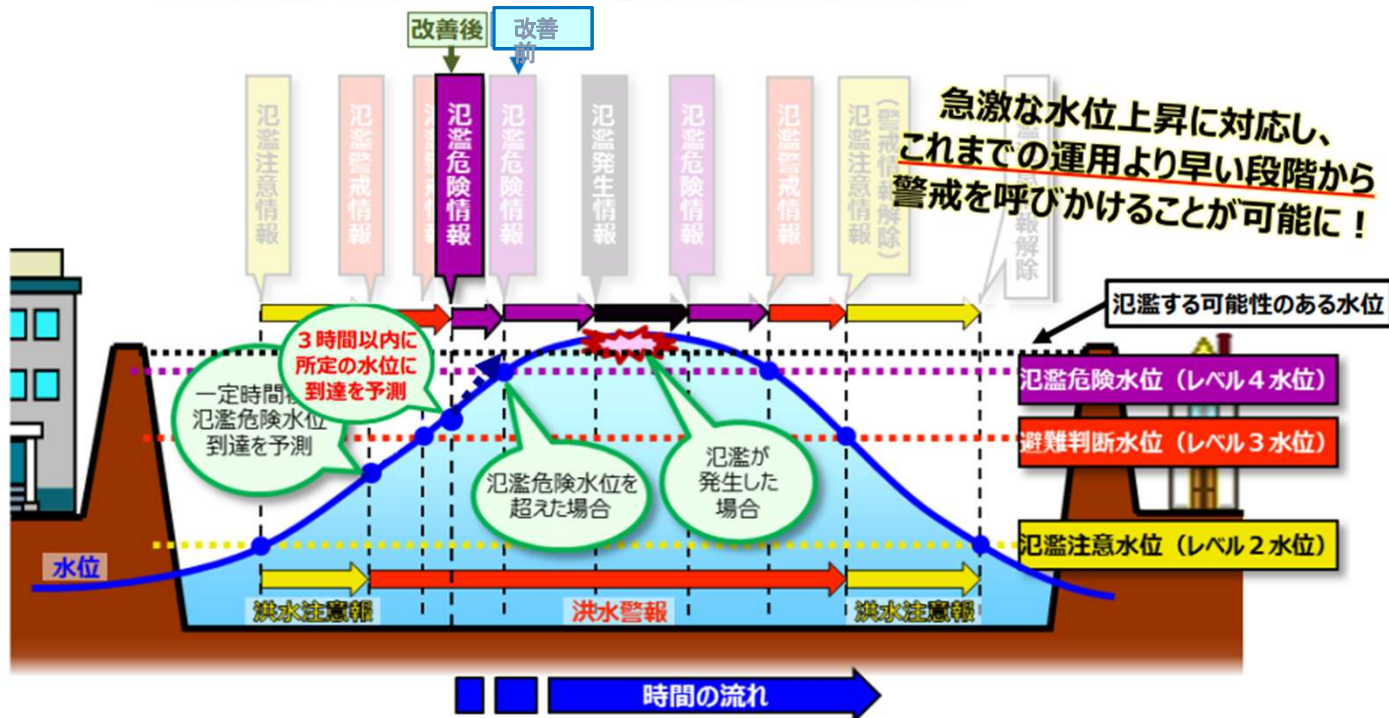 改善後
改善
前
氾濫注意情報
氾濫警戒情報
氾濫危険情報
氾濫危険情報
氾濫発生情報
氾濫危険情報
氾濫警戒情報
氾濫注意情報
(警戒情報解除)
急激な水位上昇に対応し、
これまでの運用より早い段階から
警戒を呼びかけることが可能に！
氾濫する可能性のある水位
3時間以内に
所定の水位に
到達を予測
一定時間
氾濫危険水位
到達を予測
氾濫危険水位を
超えた場合
氾濫が
発生した
場合
氾濫危険水位（レベル4水位）
避難判断水位（レベル3水位）
氾濫注意水位（レベル2水位）
水位
洪水注意報
洪水警報
洪水注意報
時間の流れ